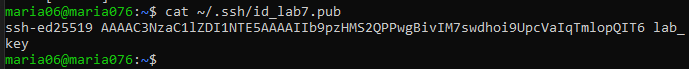 maria06@maria076:~$ cat ~/.ssh/id_lab7.pub
ssh-ed25519 AAAAC3NzaC1lZDI1NTE5AAAAIIb9pzHMS2QPPwgBivIM7swdhoi9UpcVaIqTmlopQIT6 lab_
key
maria06@maria076:~$